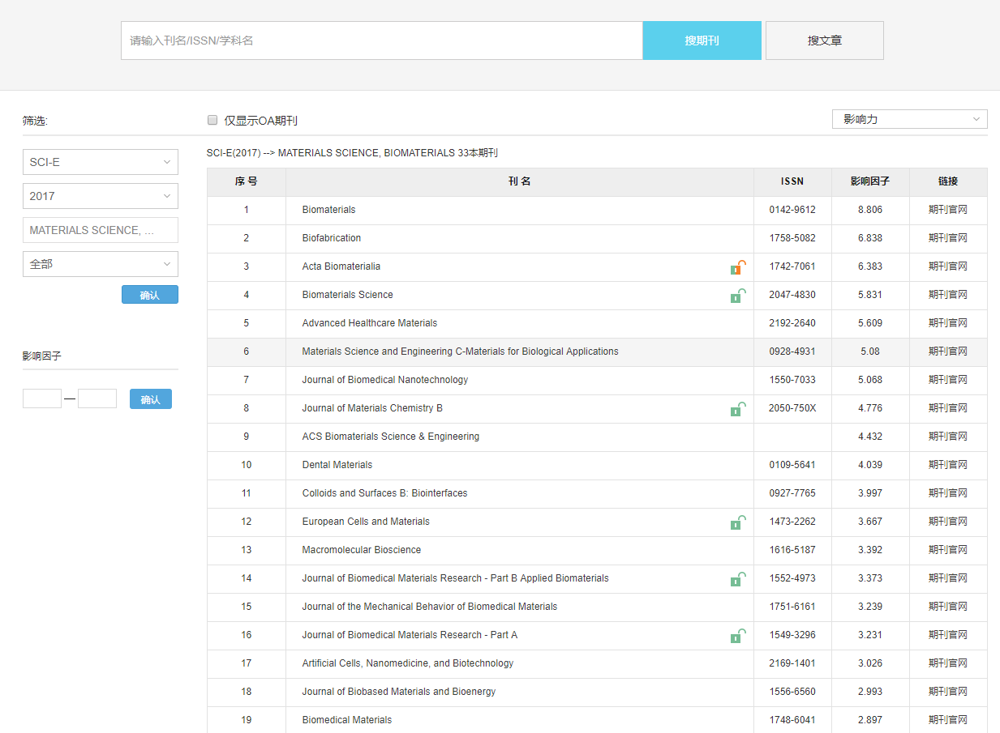 请输入刊名/ISSN/学科名 搜期刊 搜文章
筛选: 仅显示OA期刊 影响力
SCI-E
2017
MATERIALS SCIENCE, ...
全部
确认
影响因子
— 确认
SCI-E(2017) --> MATERIALS SCIENCE, BIOMATERIALS 33本期刊
序 号 刊 名 ISSN 影响因子 链接
1 Biomaterials 0142-9612 8.806 期刊官网
2 Biofabrication 1758-5082 6.838 期刊官网
3 Acta Biomaterialia 1742-7061 6.383 期刊官网
4 Biomaterials Science 2047-4830 5.831 期刊官网
5 Advanced Healthcare Materials 2192-2640 5.609 期刊官网
6 Materials Science and Engineering C-Materials for Biological Applications 0928-4931 5.08 期刊官网
7 Journal of Biomedical Nanotechnology 1550-7033 5.068 期刊官网
8 Journal of Materials Chemistry B 2050-750X 4.776 期刊官网
9 ACS Biomaterials Science & Engineering 4.432 期刊官网
10 Dental Materials 0109-5641 4.039 期刊官网
11 Colloids and Surfaces B: Biointerfaces 0927-7765 3.997 期刊官网
12 European Cells and Materials 1473-2262 3.667 期刊官网
13 Macromolecular Bioscience 1616-5187 3.392 期刊官网
14 Journal of Biomedical Materials Research - Part B Applied Biomaterials 1552-4973 3.373 期刊官网
15 Journal of the Mechanical Behavior of Biomedical Materials 1751-6161 3.239 期刊官网
16 Journal of Biomedical Materials Research - Part A 1549-3296 3.231 期刊官网
17 Artificial Cells, Nanomedicine, and Biotechnology 2169-1401 3.026 期刊官网
18 Journal of Biobased Materials and Bioenergy 1556-6560 2.993 期刊官网
19 Biomedical Materials 1748-6041 2.897 期刊官网